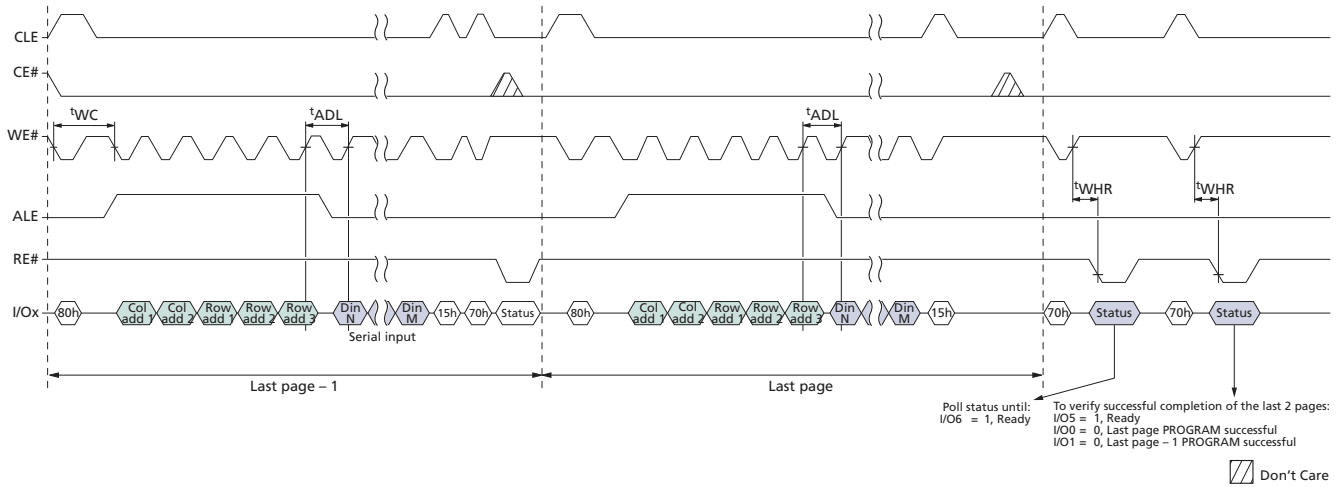 CLE
CE#
tWC
tADL
tADL
WE#
tWHR
tWHR
ALE
RE#
I/Ox
80h
Col add 1
Col add 2
Row add 1
Row add 2
Row add 3
Din N
Din M
15h
70h
Status
80h
Col add 1
Col add 2
Row add 1
Row add 2
Row add 3
Din N
Din M
15h
70h
Status
70h
Status
Serial input
Last page – 1
Last page
Poll status until:
I/O6 = 1, Ready
To verify successful completion of the last 2 pages:
I/O5 = 1, Ready
I/O0 = 0, Last page PROGRAM successful
I/O1 = 0, Last page – 1 PROGRAM successful
Don't Care